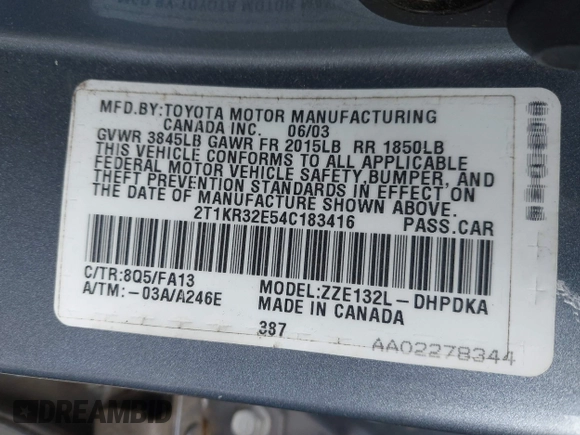 MFD.BY:TOYOTA MOTOR MANUFACTURING
CANADA INC. 06/03
GVWR 3845LB GAWR FR 2015LB RR 1850LB
THIS VEHICLE CONFORMS TO ALL APPLICABLE
FEDERAL MOTOR VEHICLE SAFETY,BUMPER, AND
THEFT PREVENTION STANDARDS IN EFFECT ON
THE DATE OF MANUFACTURE SHOWN ABOVE.
2T1KR32E54C183416 PASS.CAR
C/TR:8Q5/FA13 MODEL:ZZE132L-DHPDKA
A/TM:-03A/A246E MADE IN CANADA
387
AA02278344
DREAMBID